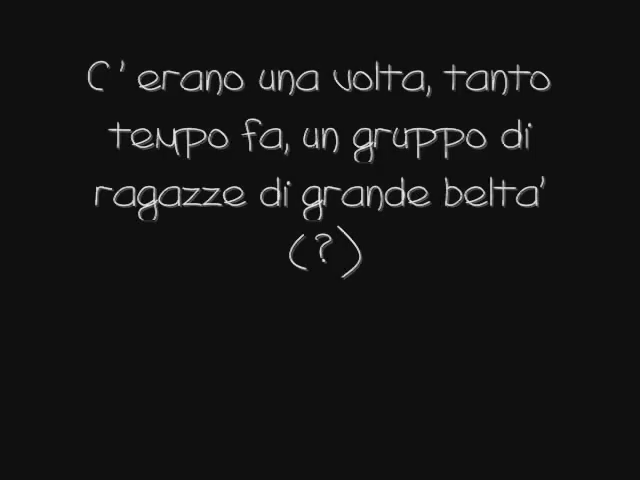 C' erano una volta, tanto
tempo fa, un gruppo di
ragazze di grande belta'
(?)